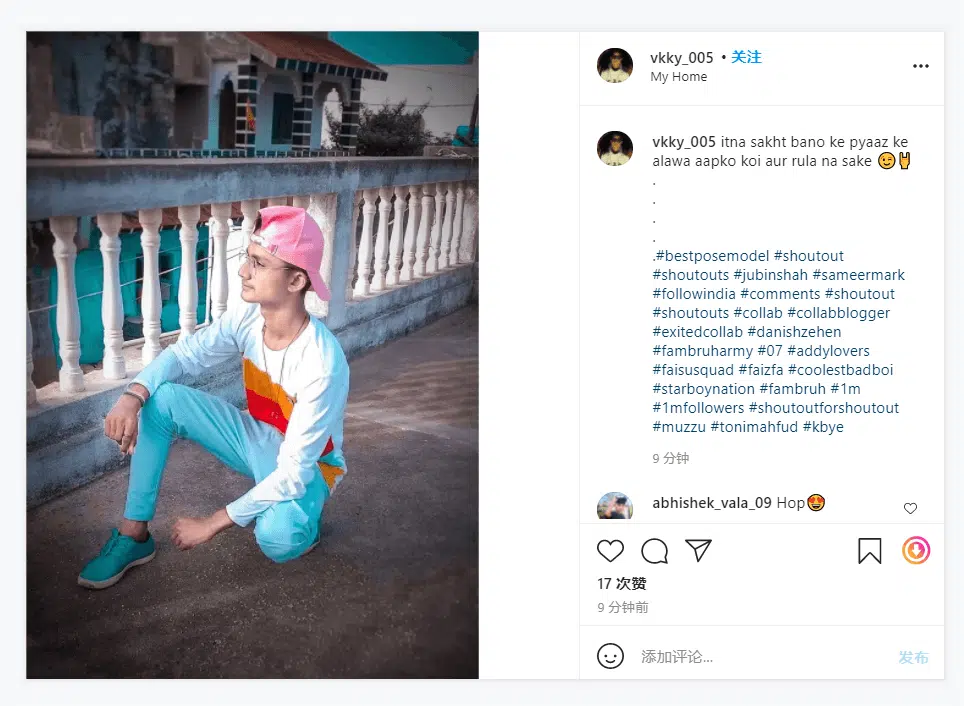 vkky_005 • 关注
My Home
vkky_005 itna sakht bano ke pyaaz ke
alawa aapko koi aur rula na sake 😉🤘
.
.
.
.
.#bestposemodel #shoutout
#shoutouts #jubinshah #sameermark
#followindia #comments #shoutout
#shoutouts #collab #collabblogger
#exitedcollab #danishzehen
#fambruharmy #07 #addylovers
#faisusquad #faizfa #coolestbadboi
#starboynation #fambruh #1m
#1mfollowers #shoutoutforshoutout
#muzzu #tonimahfud #kbye
9 分钟
abhishek_vala_09 Hop😍
17 次赞
9 分钟前
添加评论... 发布